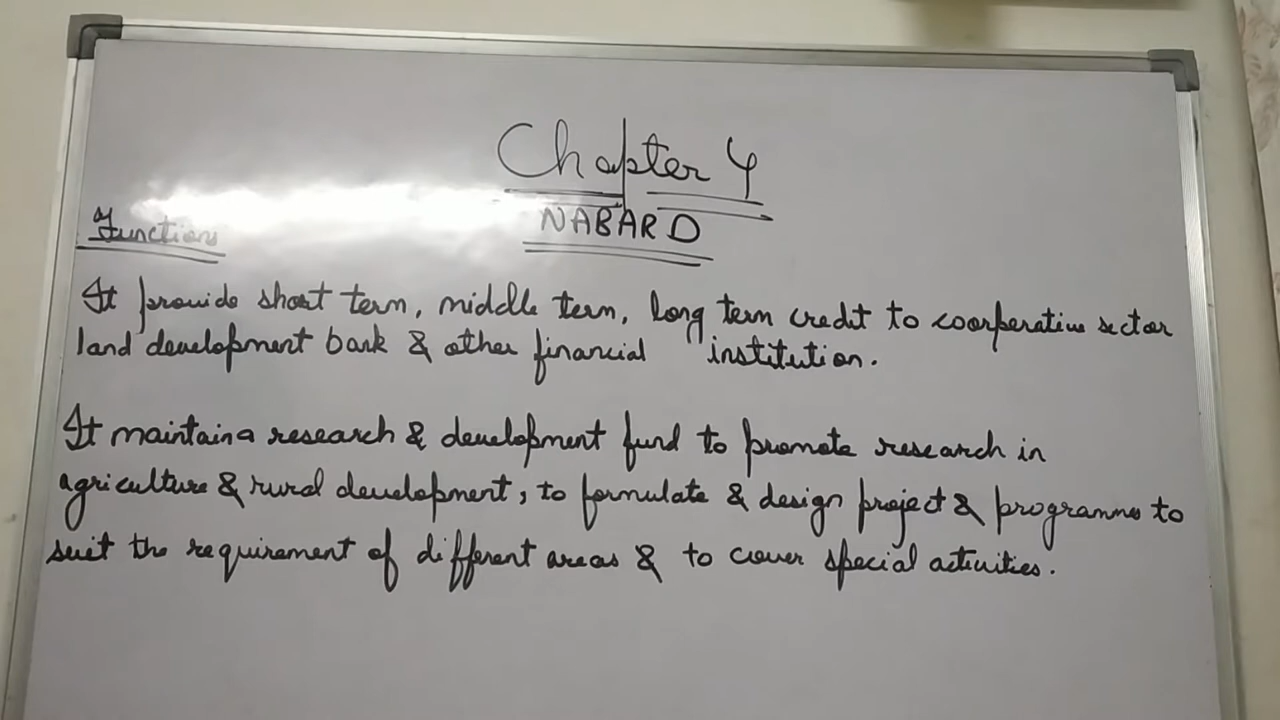 Chapter 4
NABARD
Functions
It provide short term, middle term, long term credit to coorperative sector
land development bank & other financial institution.
It maintain a research & development fund to promote research in
agriculture & rural development, to formulate & design project & programme to
suit the requirement of different areas & to cover special activities.